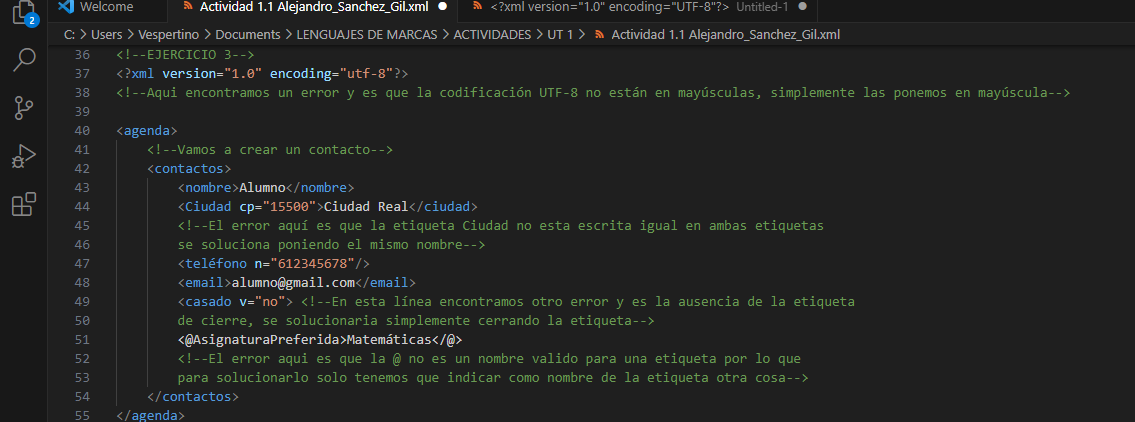 2
Welcome
Actividad 1.1 Alejandro_Sanchez_Gil.xml
<?xml version="1.0" encoding="UTF-8"?> Untitled-1
C: > Users > Vespertino > Documents > LENGUAJES DE MARCAS > ACTIVIDADES > UT 1 > Actividad 1.1 Alejandro_Sanchez_Gil.xml
36 <!--EJERCICIO 3-->
37 <?xml version="1.0" encoding="utf-8"?>
38 <!--Aqui encontramos un error y es que la codificación UTF-8 no están en mayúsculas, simplemente las ponemos en mayúscula-->
39
40 <agenda>
41 <!--Vamos a crear un contacto-->
42 <contactos>
43 <nombre>Alumno</nombre>
44 <Ciudad cp="15500">Ciudad Real</ciudad>
45 <!--El error aquí es que la etiqueta Ciudad no esta escrita igual en ambas etiquetas
46 se soluciona poniendo el mismo nombre-->
47 <teléfono n="612345678"/>
48 <email>alumno@gmail.com</email>
49 <casado v="no"> <!--En esta línea encontramos otro error y es la ausencia de la etiqueta
50 de cierre, se solucionaria simplemente cerrando la etiqueta-->
51 <@AsignaturaPreferida>Matemáticas</@>
52 <!--El error aqui es que la @ no es un nombre valido para una etiqueta por lo que
53 para solucionarlo solo tenemos que indicar como nombre de la etiqueta otra cosa-->
54 </contactos>
55 </agenda>